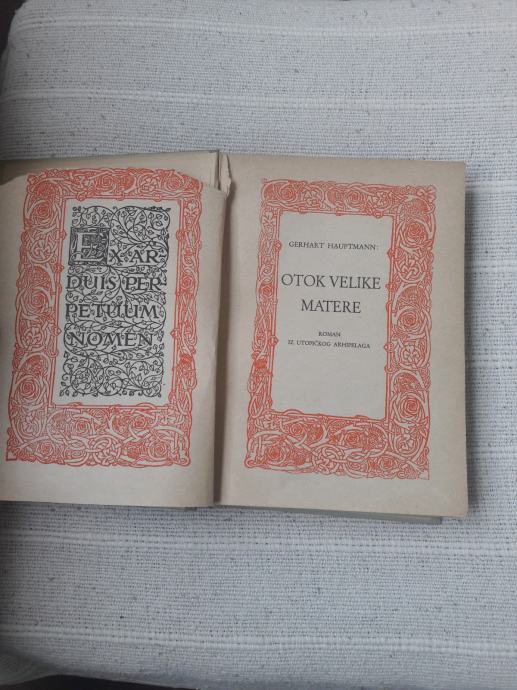 EX AR-
DUIS PER
PETUUM
NOMEN
GERHART HAUPTMANN:
OTOK VELIKE
MATERE
ROMAN
IZ UTOPIČKOG ARHIPELAGA